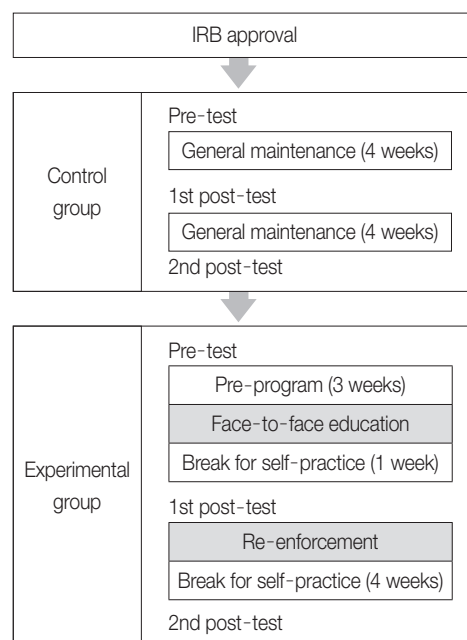 IRB approval
Control
group
Pre-test
General maintenance (4 weeks)
1st post-test
General maintenance (4 weeks)
2nd post-test
Experimental
group
Pre-test
Pre-program (3 weeks)
Face-to-face education
Break for self-practice (1 week)
1st post-test
Re-enforcement
Break for self-practice (4 weeks)
2nd post-test